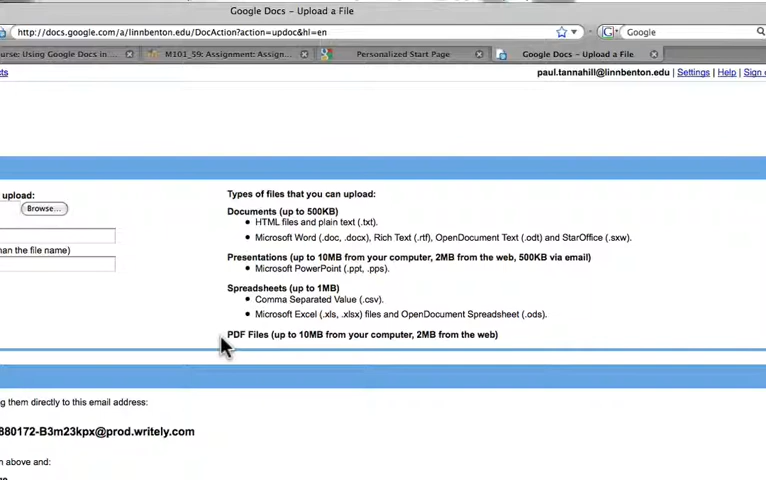 Google Docs - Upload a File
http://docs.google.com/a/linnbenton.edu/DocAction?action=updoc&hl=en
Google
urse: Using Google Docs in ...
M101_S9: Assignment: Assign...
Personalized Start Page
Google Docs - Upload a File
cts
paul.tannahill@linnbenton.edu | Settings | Help | Sign
upload:
Browse...
han the file name)
Types of files that you can upload:
Documents (up to 500KB)
HTML files and plain text (.txt).
Microsoft Word (.doc, .docx), Rich Text (.rtf), OpenDocument Text (.odt) and StarOffice (.sxw).
Presentations (up to 10MB from your computer, 2MB from the web, 500KB via email)
Microsoft PowerPoint (.ppt, .pps).
Spreadsheets (up to 1MB)
Comma Separated Value (.csv).
Microsoft Excel (.xls, .xlsx) files and OpenDocument Spreadsheet (.ods).
PDF Files (up to 10MB from your computer, 2MB from the web)
g them directly to this email address:
880172-B3m23kpx@prod.writely.com
n above and: